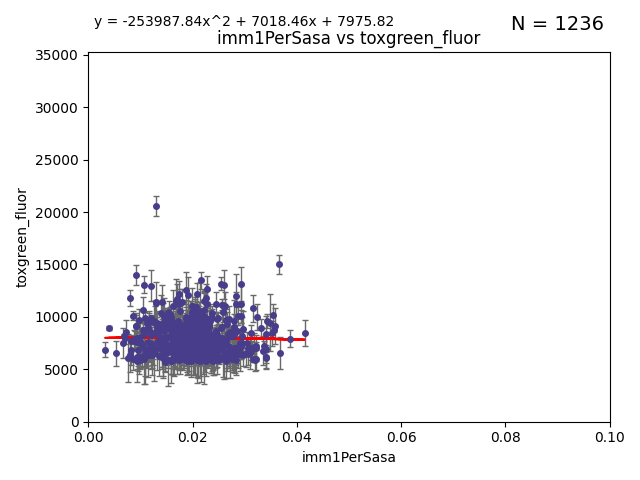 y = -253987.84x^2 + 7018.46x + 7975.82
N = 1236
imm1PerSasa vs toxgreen_fluor
toxgreen_fluor
35000
30000
25000
20000
15000
10000
5000
0
0.00 0.02 0.04 0.06 0.08 0.10
imm1PerSasa